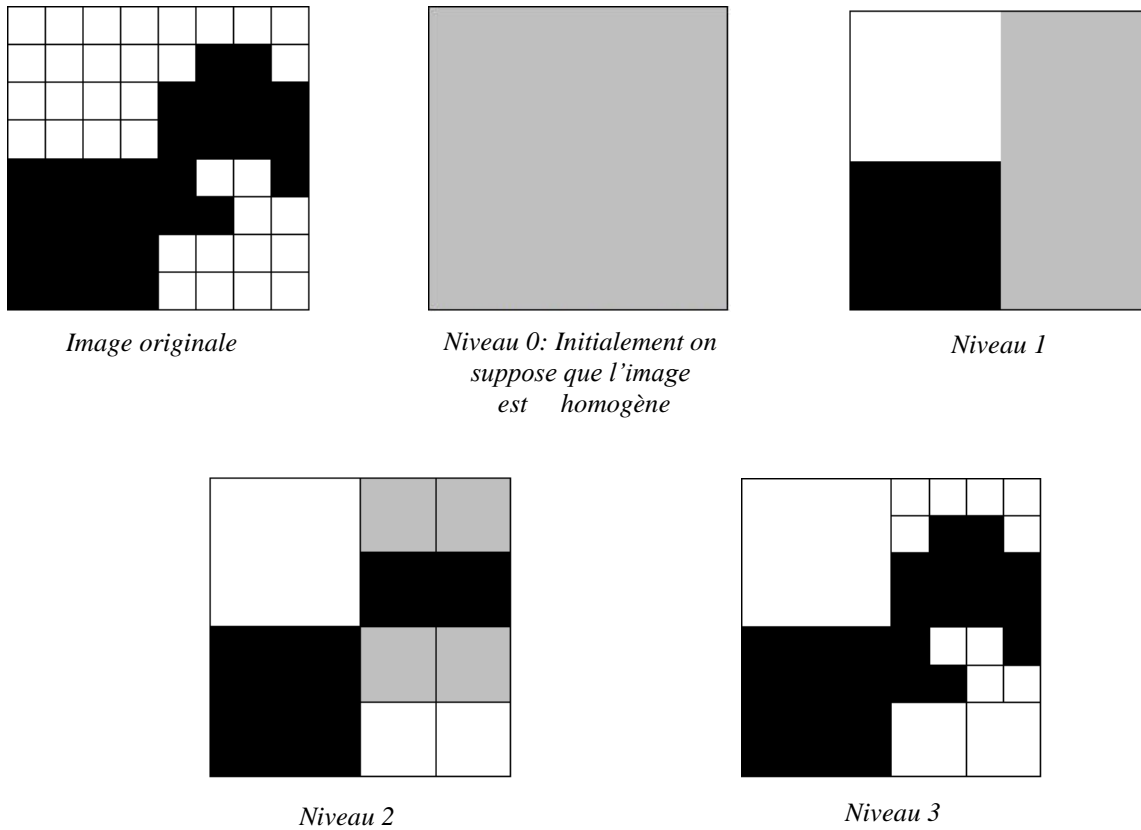 Image originale
Niveau 0: Initialement on
suppose que l'image
est homogène
Niveau 1
Niveau 2
Niveau 3